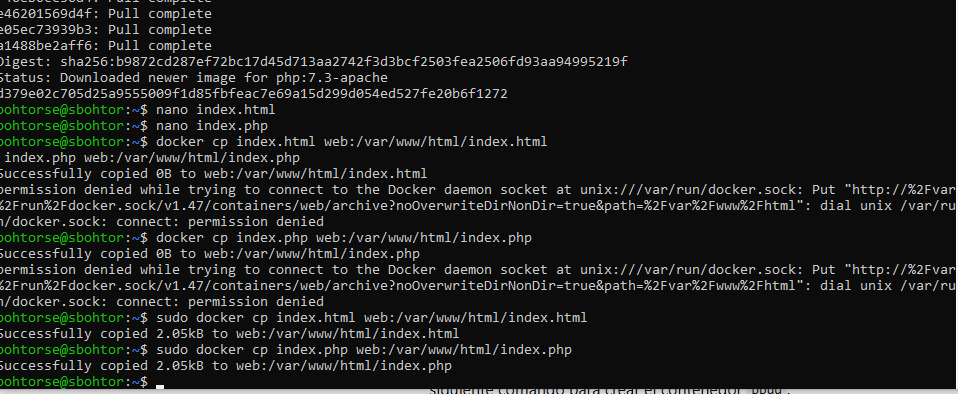 e46201569d4f: Pull complete
e05ec73939b3: Pull complete
a1488be2aff6: Pull complete
Digest: sha256:b9872cd287ef72bc17d45d713aa2742f3d3bcf2503fea2506fd93aa94995219f
Status: Downloaded newer image for php:7.3-apache
d379e02c705d25a9555009f1d85fbfeac7e69a15d299d054ed527fe20b6f1272
bohtorse@sbohtor:~$ nano index.html
bohtorse@sbohtor:~$ nano index.php
bohtorse@sbohtor:~$ docker cp index.html web:/var/www/html/index.html
index.php web:/var/www/html/index.php
Successfully copied 0B to web:/var/www/html/index.html
permission denied while trying to connect to the Docker daemon socket at unix:///var/run/docker.sock: Put "http://%2Fvar
%2Frun%2Fdocker.sock/v1.47/containers/web/archive?noOverwriteDirNonDir=true&path=%2Fvar%2Fwww%2Fhtml": dial unix /var/ru
n/docker.sock: connect: permission denied
bohtorse@sbohtor:~$ docker cp index.php web:/var/www/html/index.php
Successfully copied 0B to web:/var/www/html/index.php
permission denied while trying to connect to the Docker daemon socket at unix:///var/run/docker.sock: Put "http://%2Fvar
%2Frun%2Fdocker.sock/v1.47/containers/web/archive?noOverwriteDirNonDir=true&path=%2Fvar%2Fwww%2Fhtml": dial unix /var/ru
n/docker.sock: connect: permission denied
bohtorse@sbohtor:~$ sudo docker cp index.html web:/var/www/html/index.html
Successfully copied 2.05kB to web:/var/www/html/index.html
bohtorse@sbohtor:~$ sudo docker cp index.php web:/var/www/html/index.php
Successfully copied 2.05kB to web:/var/www/html/index.php
bohtorse@sbohtor:~$
siguiente comando para crear el contenedor